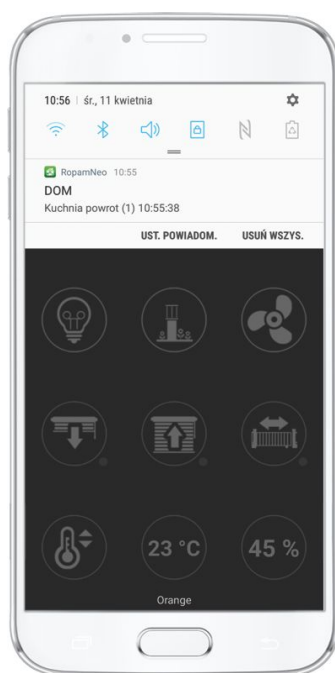 10:56 | śr., 11 kwietnia
RopamNeo 10:55
DOM
Kuchnia powrot (1) 10:55:38
UST. POWIADOM. USUŃ WSZYS.
23 °C 45 %
Orange